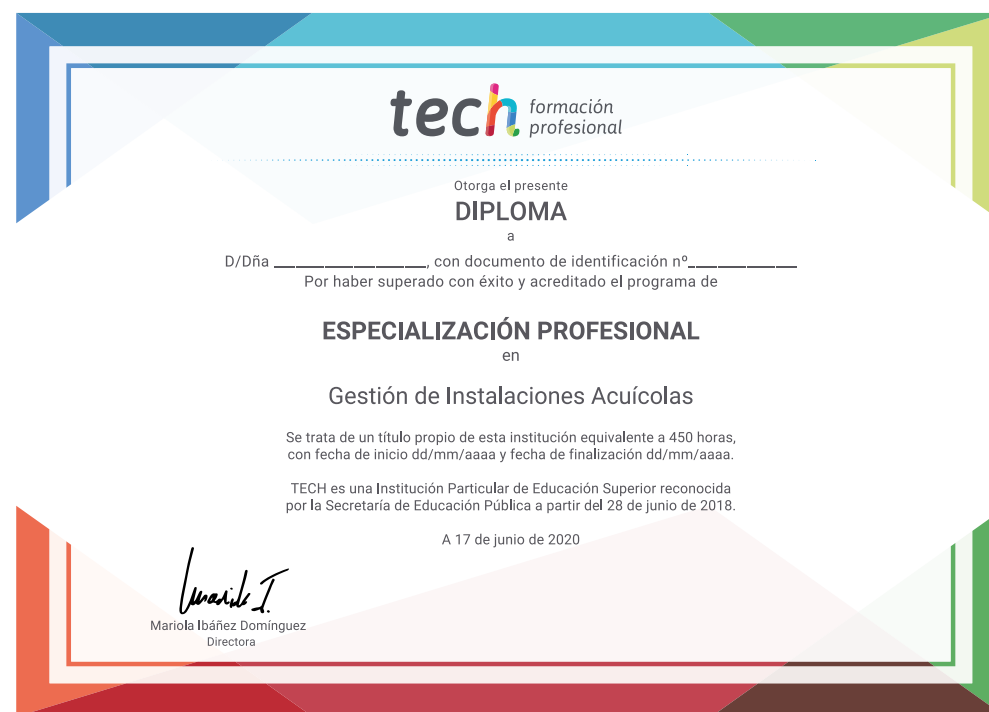 tech formación
profesional
Otorga el presente
DIPLOMA
a
D/Dña ______________, con documento de identificación nº__________
Por haber superado con éxito y acreditado el programa de
ESPECIALIZACIÓN PROFESIONAL
en
Gestión de Instalaciones Acuícolas
Se trata de un título propio de esta institución equivalente a 450 horas,
con fecha de inicio dd/mm/aaaa y fecha de finalización dd/mm/aaaa.
TECH es una Institución Particular de Educación Superior reconocida
por la Secretaría de Educación Pública a partir del 28 de junio de 2018.
A 17 de junio de 2020
Mariola Ibáñez Domínguez
Directora